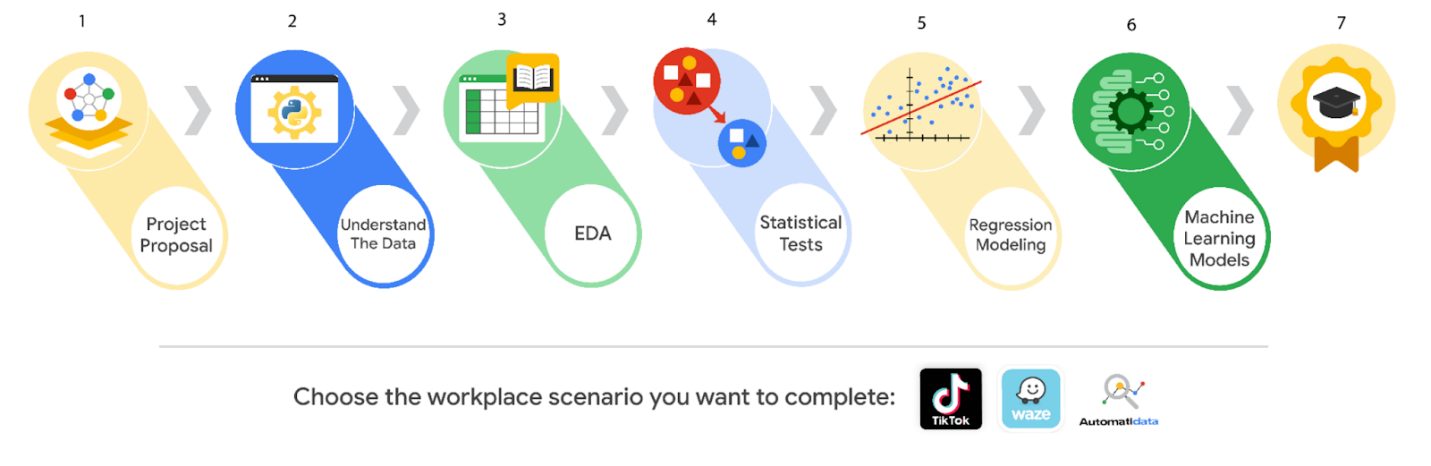 1
2
3
4
5
6
7
Project
Proposal
Understand
The Data
EDA
Statistical
Tests
Regression
Modeling
Machine
Learning
Models
Choose the workplace scenario you want to complete:
TikTok
waze
Automatidata